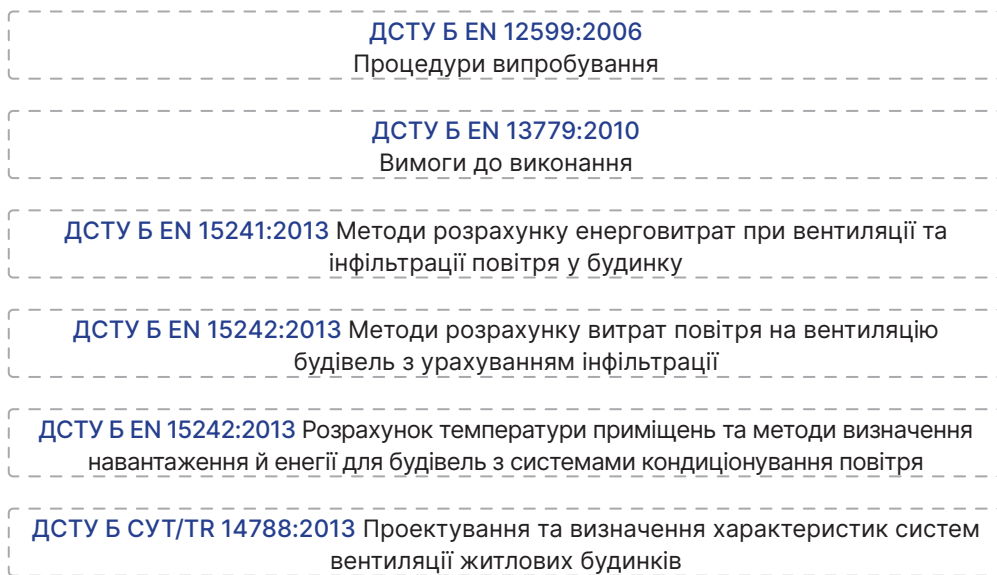 ДСТУ Б EN 12599:2006
Процедури випробування
ДСТУ Б EN 13779:2010
Вимоги до виконання
ДСТУ Б EN 15241:2013 Методи розрахунку енерговитрат при вентиляції та
інфільтрації повітря у будинку
ДСТУ Б EN 15242:2013 Методи розрахунку витрат повітря на вентиляцію
будівель з урахуванням інфільтрації
ДСТУ Б EN 15242:2013 Розрахунок температури приміщень та методи визначення
навантаження й енегії для будівель з системами кондиціонування повітря
ДСТУ Б СУТ/TR 14788:2013 Проектування та визначення характеристик систем
вентиляції житлових будинків